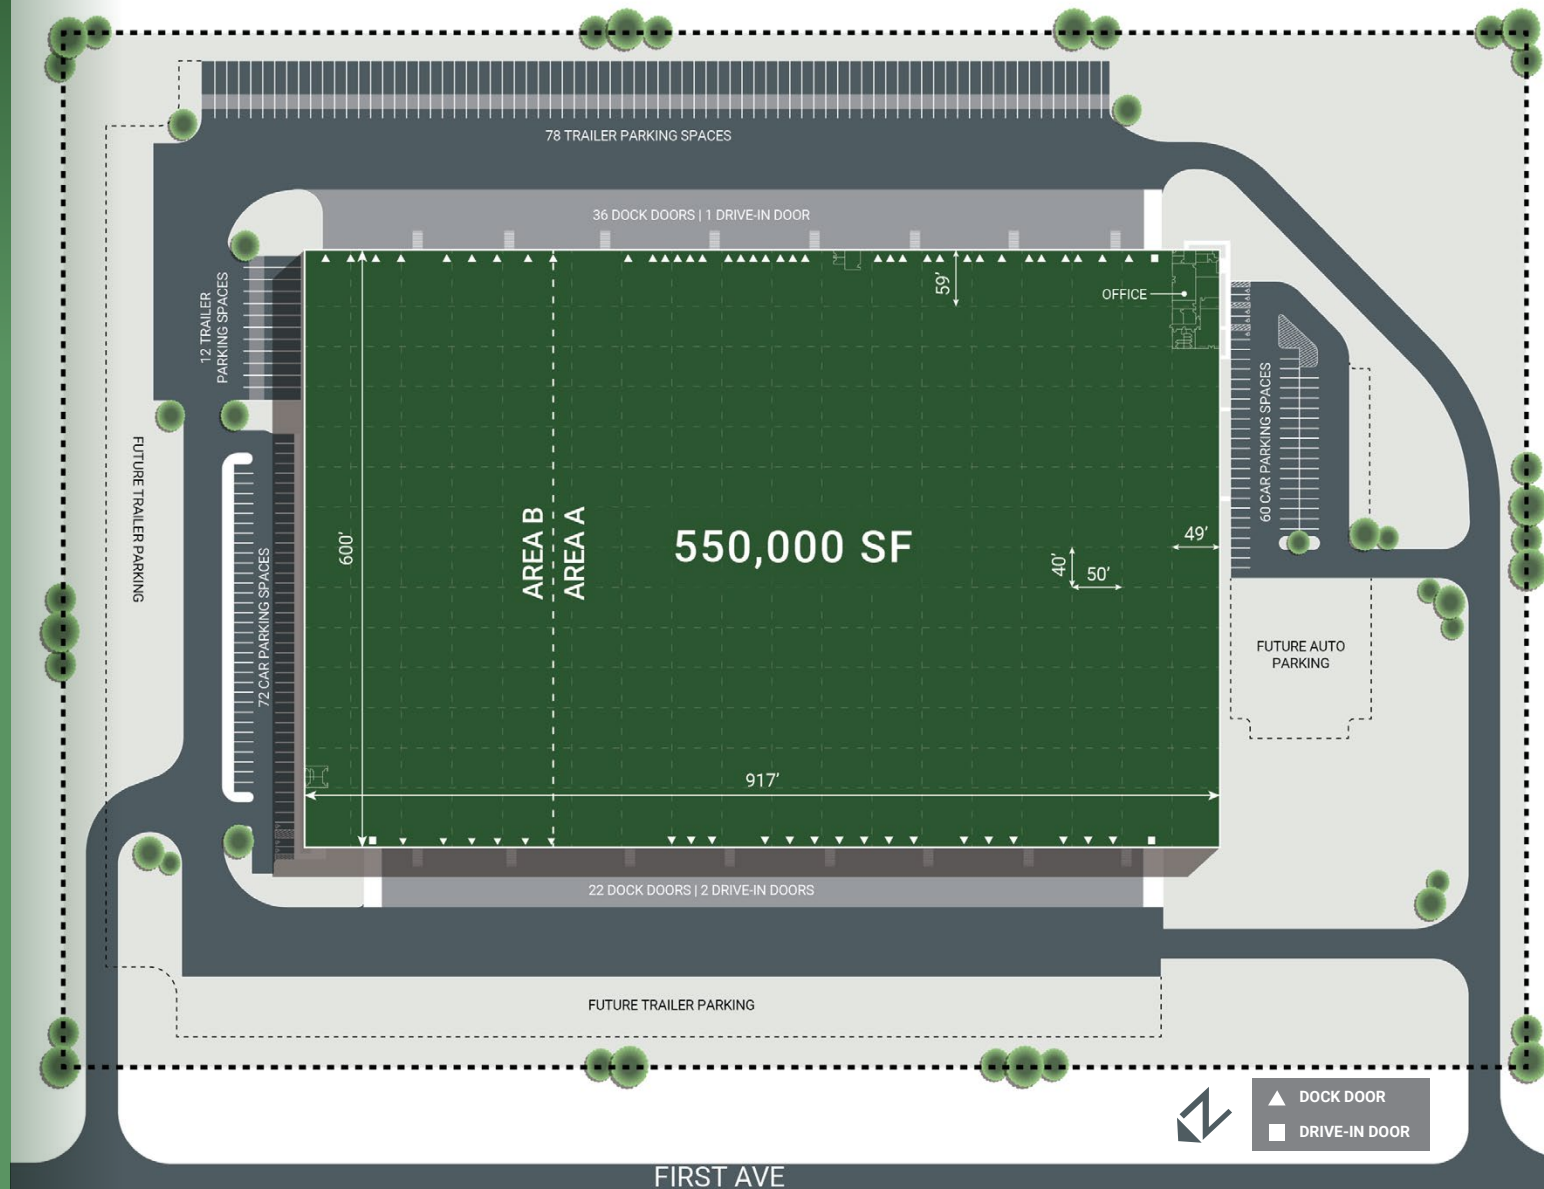 78 TRAILER PARKING SPACES
36 DOCK DOORS | 1 DRIVE-IN DOOR
12 TRAILER
PARKING SPACES
59’
OFFICE
60 CAR PARKING SPACES
FUTURE TRAILER PARKING
600’
AREA B
AREA A
550,000 SF
49’
40’
50’
72 CAR PARKING SPACES
FUTURE AUTO
PARKING
917’
22 DOCK DOORS | 2 DRIVE-IN DOORS
FUTURE TRAILER PARKING
DOCK DOOR
DRIVE-IN DOOR
FIRST AVE